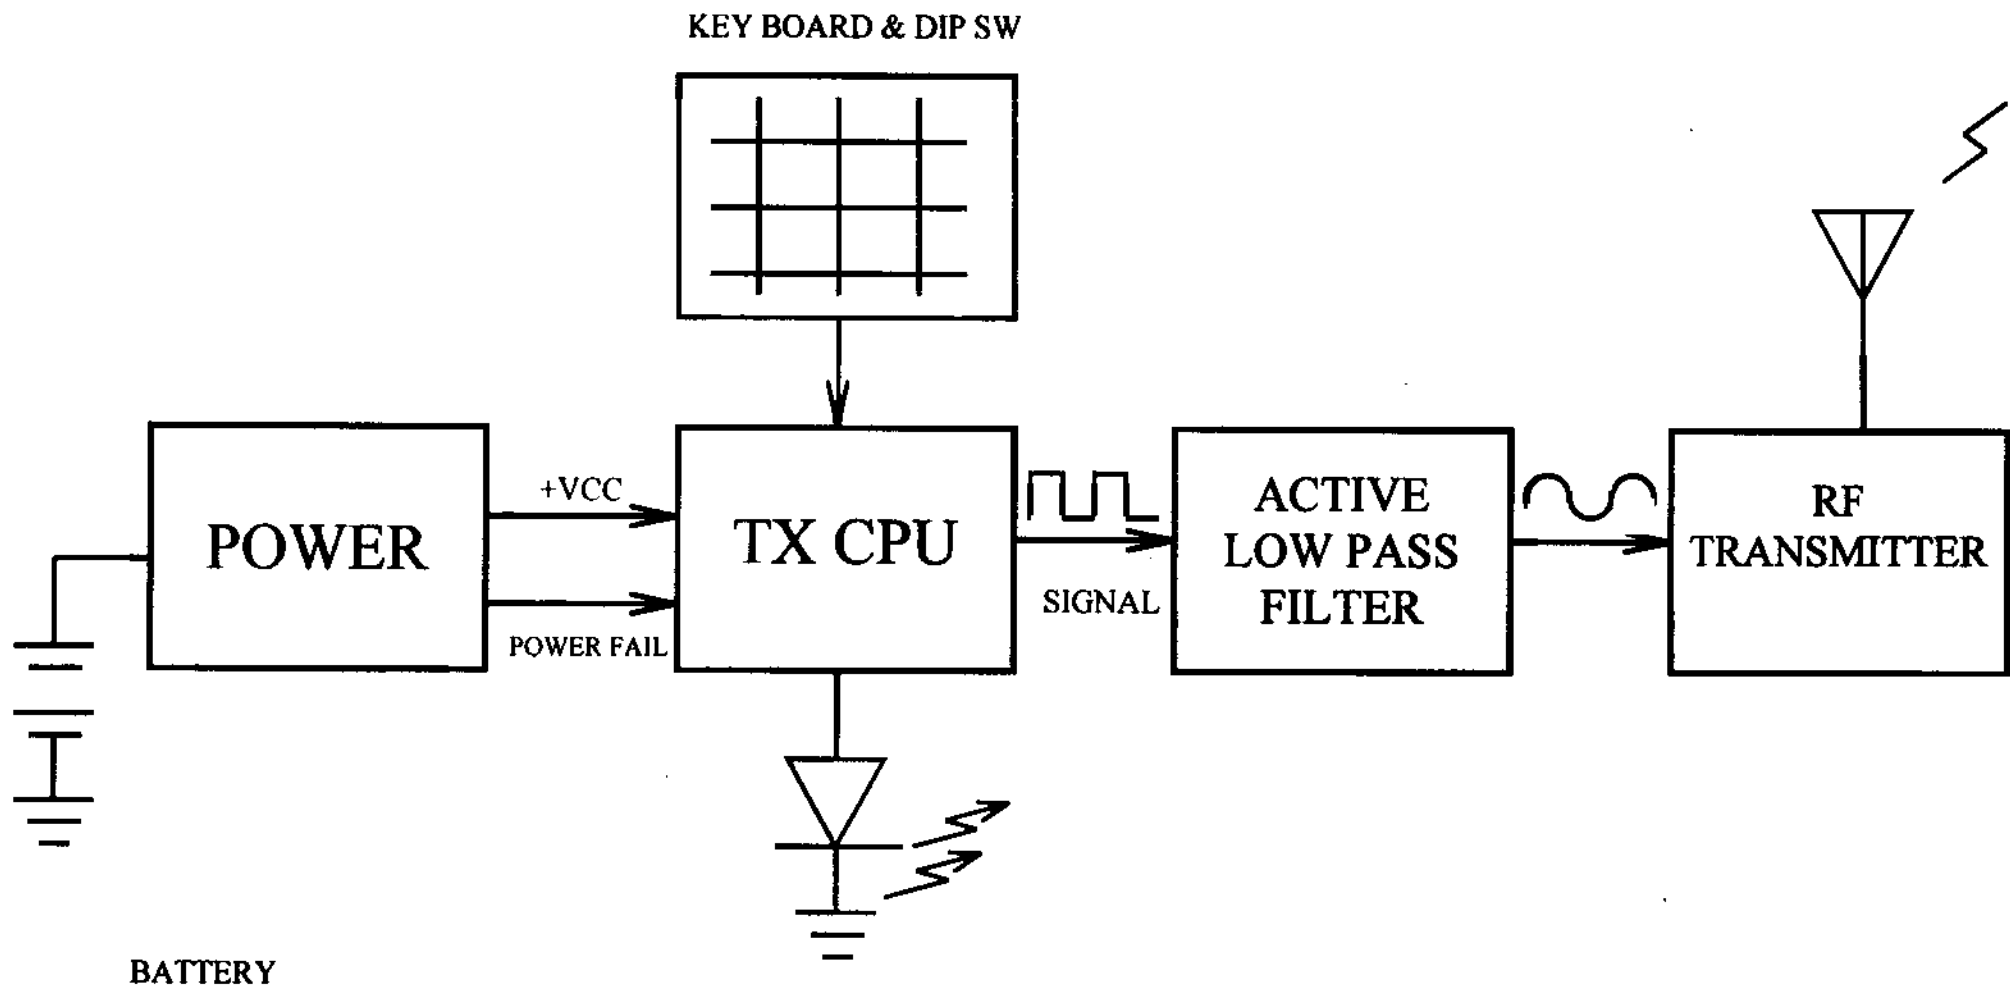 KEY BOARD & DIP SW
POWER
+VCC
POWER FAIL
TX CPU
SIGNAL
ACTIVE
LOW PASS
FILTER
RF
TRANSMITTER
BATTERY